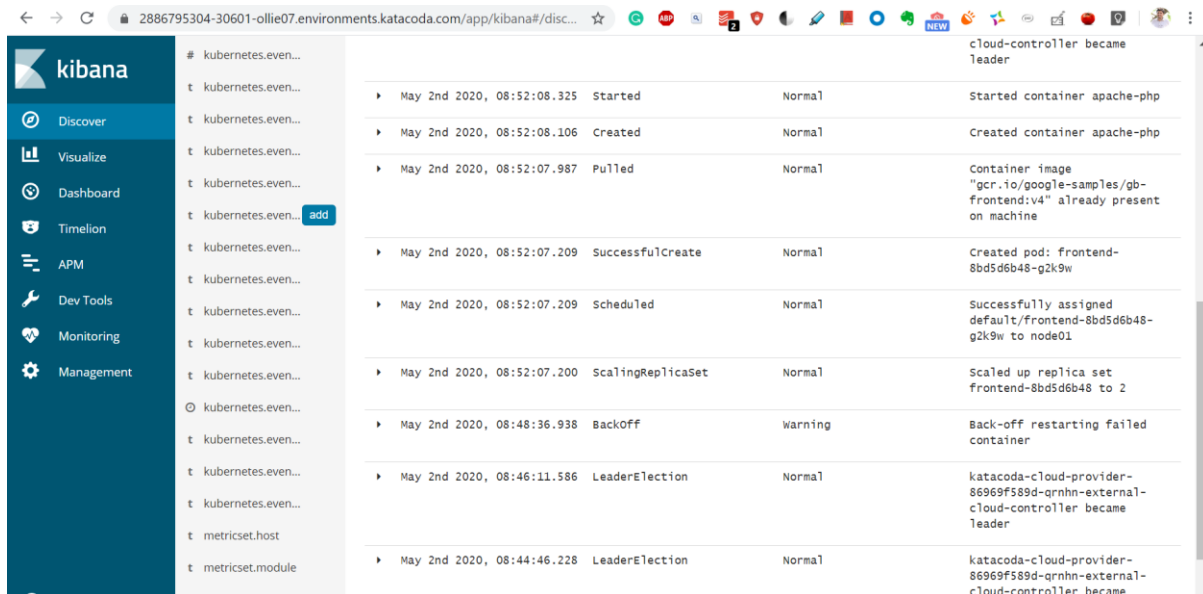 2886795304-30601-ollie07.environments.katacoda.com/app/kibana#/disc...
ABP
2
NEW
kibana
Discover
Visualize
Dashboard
Timelion
APM
Dev Tools
Monitoring
Management
# kubernetes.even...
t kubernetes.even...
t kubernetes.even...
t kubernetes.even...
t kubernetes.even...
t kubernetes.even... add
t kubernetes.even...
t kubernetes.even...
t kubernetes.even...
t kubernetes.even...
t kubernetes.even...
kubernetes.even...
t kubernetes.even...
t kubernetes.even...
t kubernetes.even...
t metricset.host
t metricset.module
cloud-controller became
leader
May 2nd 2020, 08:52:08.325 Started Normal Started container apache-php
May 2nd 2020, 08:52:08.106 Created Normal Created container apache-php
May 2nd 2020, 08:52:07.987 Pulled Normal Container image
"gcr.io/google-samples/gb-
frontend:v4" already present
on machine
May 2nd 2020, 08:52:07.209 SuccessfulCreate Normal Created pod: frontend-
8bd5d6b48-g2k9w
May 2nd 2020, 08:52:07.209 Scheduled Normal Successfully assigned
default/frontend-8bd5d6b48-
g2k9w to node01
May 2nd 2020, 08:52:07.200 ScalingReplicaSet Normal Scaled up replica set
frontend-8bd5d6b48 to 2
May 2nd 2020, 08:48:36.938 BackOff Warning Back-off restarting failed
container
May 2nd 2020, 08:46:11.586 LeaderElection Normal katacoda-cloud-provider-
86969f589d-qrnhn-external-
cloud-controller became
leader
May 2nd 2020, 08:44:46.228 LeaderElection Normal katacoda-cloud-provider-
86969f589d-qrnhn-external-
cloud-controller became